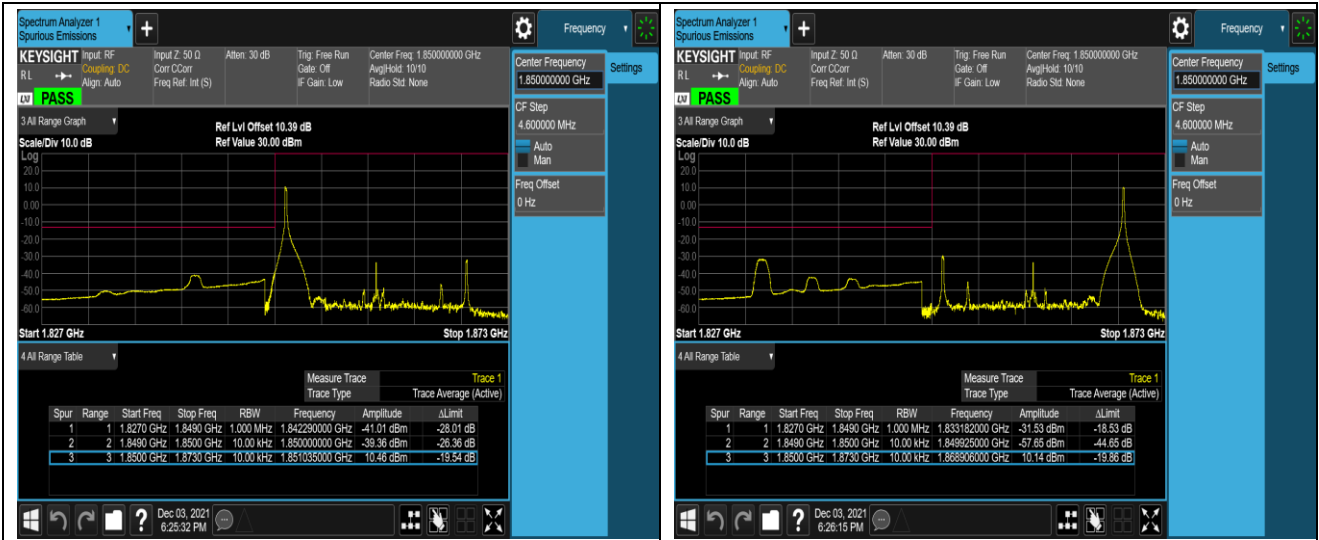 Spectrum Analyzer 1
Spurious Emissions
Frequency
KEYSIGHT Input: RF Input Z: 50 Ω Atten: 30 dB Trig: Free Run Center Freq: 1.850000000 GHz
Coupling: DC Corr CCorr Gate: Off Avg|Hold: 10/10
R L Align: Auto Freq Ref: Int (S) IF Gain: Low Radio Std: None
LXI PASS
Center Frequency
1.850000000 GHz
Settings
CF Step
4.600000 MHz
Auto
Man
Freq Offset
0 Hz
3 All Range Graph
Ref Lvl Offset 10.39 dB
Scale/Div 10.0 dB Ref Value 30.00 dBm
Log
20.0
10.0
0.00
-10.0
-20.0
-30.0
-40.0
-50.0
-60.0
Start 1.827 GHz Stop 1.873 GHz
4 All Range Table
Measure Trace Trace 1
Trace Type Trace Average (Active)
Spur Range Start Freq Stop Freq RBW Frequency Amplitude ΔLimit
1 1 1.8270 GHz 1.8490 GHz 1.000 MHz 1.842290000 GHz -41.01 dBm -28.01 dB
2 2 1.8490 GHz 1.8500 GHz 10.00 kHz 1.850000000 GHz -39.36 dBm -26.36 dB
3 3 1.8500 GHz 1.8730 GHz 10.00 kHz 1.851035000 GHz 10.46 dBm -19.54 dB
?
Dec 03, 2021
6:25:32 PM
Spectrum Analyzer 1
Spurious Emissions
Frequency
KEYSIGHT Input: RF Input Z: 50 Ω Atten: 30 dB Trig: Free Run Center Freq: 1.850000000 GHz
Coupling: DC Corr CCorr Gate: Off Avg|Hold: 10/10
R L Align: Auto Freq Ref: Int (S) IF Gain: Low Radio Std: None
LXI PASS
Center Frequency
1.850000000 GHz
Settings
CF Step
4.600000 MHz
Auto
Man
Freq Offset
0 Hz
3 All Range Graph
Ref Lvl Offset 10.39 dB
Scale/Div 10.0 dB Ref Value 30.00 dBm
Log
20.0
10.0
0.00
-10.0
-20.0
-30.0
-40.0
-50.0
-60.0
Start 1.827 GHz Stop 1.873 GHz
4 All Range Table
Measure Trace Trace 1
Trace Type Trace Average (Active)
Spur Range Start Freq Stop Freq RBW Frequency Amplitude ΔLimit
1 1 1.8270 GHz 1.8490 GHz 1.000 MHz 1.833182000 GHz -31.53 dBm -18.53 dB
2 2 1.8490 GHz 1.8500 GHz 10.00 kHz 1.849925000 GHz -57.65 dBm -44.65 dB
3 3 1.8500 GHz 1.8730 GHz 10.00 kHz 1.868906000 GHz 10.14 dBm -19.86 dB
?
Dec 03, 2021
6:26:15 PM